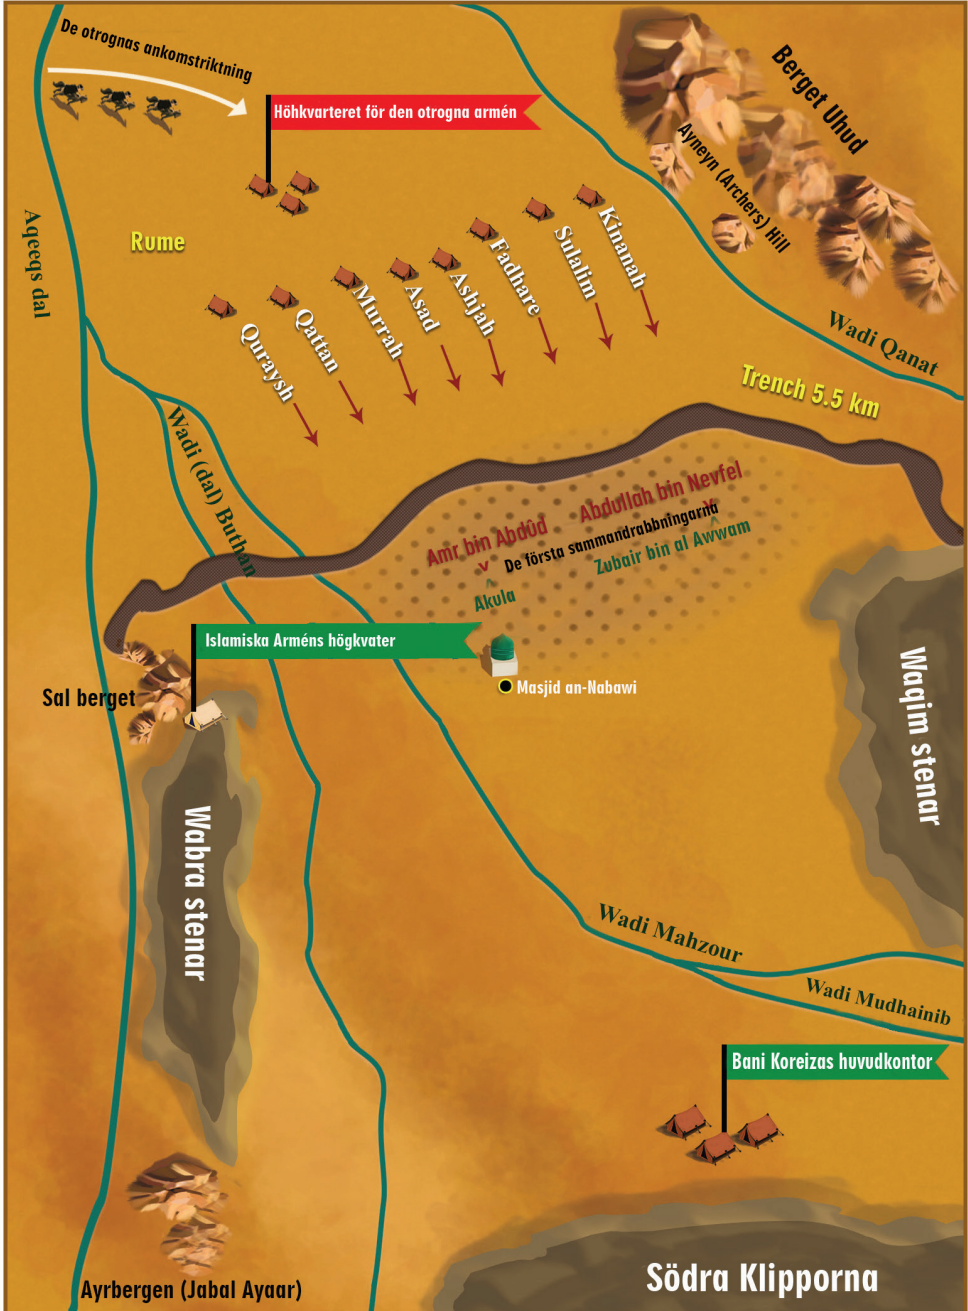 De otrognas ankomstriktning
Höhkvarteret för den otrogna armén
Berget Uhud
Ayneyn (Archers) Hill
Aqeeqs dal
Rume
Kinanah
Sulalim
Fadhare
Ashjah
Asad
Murrah
Qattan
Quraysh
Wadi Qanat
Trench 5.5 km
Wadi (dal) Buthan
Abdullah bin Nevfel
Amr bin Abdûd
De första sammandrabbningarna
Zubair bin al Awwam
Akula
Islamiska Arméns högkvater
Masjid an-Nabawi
Sal berget
Waqim stenar
Wabra stenar
Wadi Mahzour
Wadi Mudhainib
Bani Koreizas huvudkontor
Södra Klipporna
Ayrbergen (Jabal Ayaar)